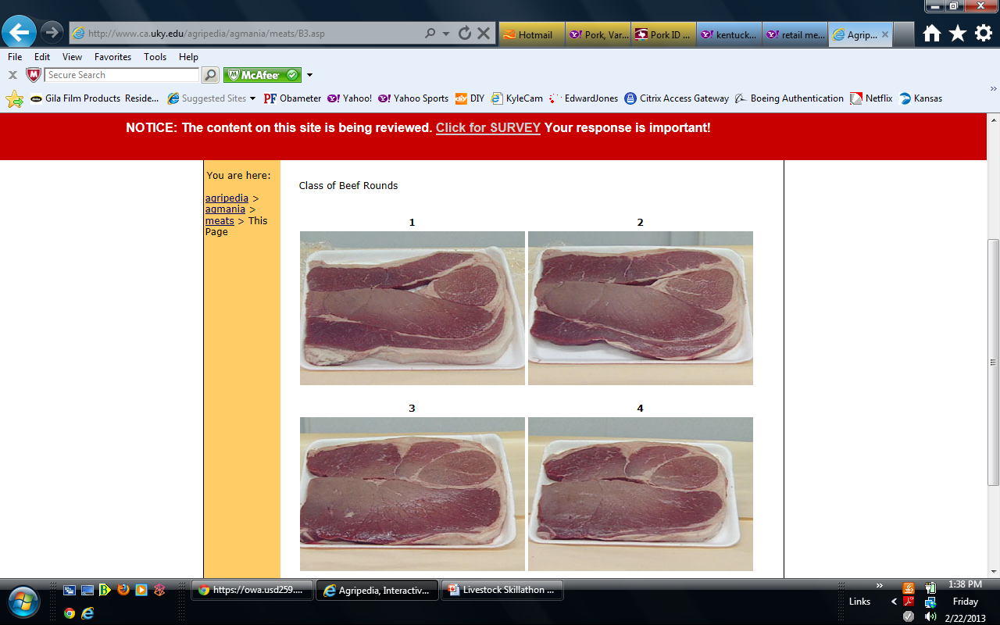 http://www.ca.uky.edu/agripedia/agmania/meats/B3.asp
Hotmail
Pork, Var...
Pork ID ...
kentuck...
retail me...
Agrip...
File Edit View Favorites Tools Help
Secure Search
McAfee
Gila Film Products Reside...
Suggested Sites
PF Obameter
Yahoo!
Yahoo Sports
DIY
KyleCam
EdwardJones
Citrix Access Gateway
Boeing Authentication
Netflix
Kansas
NOTICE: The content on this site is being reviewed. Click for SURVEY Your response is important!
You are here:
agripedia >
agmania >
meats > This
Page
Class of Beef Rounds
1 2
3 4
https://owa.usd259....
Agripedia, Interactiv...
Livestock Skillathon ...
Links
1:38 PM
Friday
2/22/2013